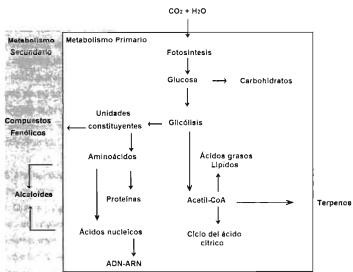 CO2 + H2O
Metabolismo
Secundario
Metabolismo Primario
Fotosíntesis
Glucosa
Carbohidratos
Unidades
constituyentes
Glicólisis
Compuestos
Fenólicos
Aminoácidos
Ácidos grasos
Lípidos
Alcaloides
Proteínas
Acetil-CoA
Terpenos
Ácidos nucleicos
Ciclo del ácido
cítrico
ADN-ARN